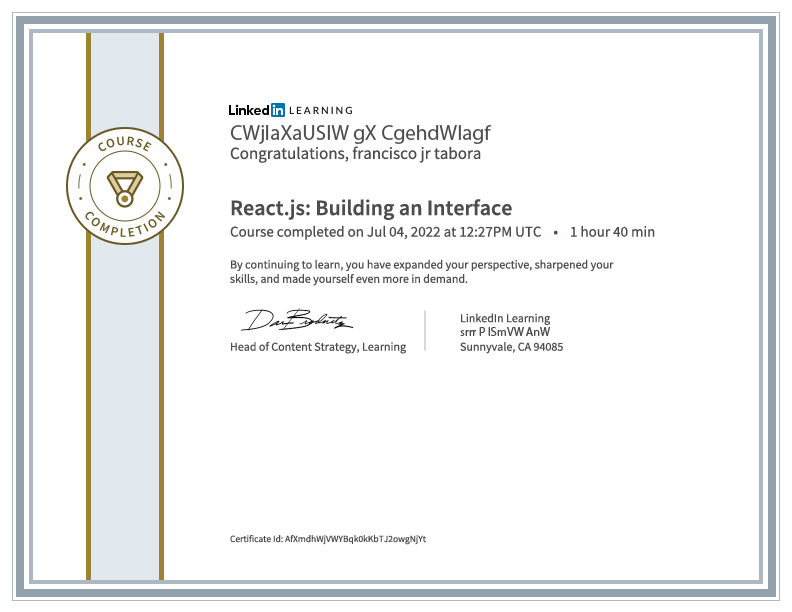 COURSE
COMPLETION
LinkedIn LEARNING
CWjIaXaUSIW gX CgehdWIagf
Congratulations, francisco jr tabora
React.js: Building an Interface
Course completed on Jul 04, 2022 at 12:27PM UTC • 1 hour 40 min
By continuing to learn, you have expanded your perspective, sharpened your
skills, and made yourself even more in demand.
Head of Content Strategy, Learning
LinkedIn Learning
srrr P ISmVW AnW
Sunnyvale, CA 94085
Certificate Id: AfXmdhWjVWYBqk0kKbTJ2owgNjYt